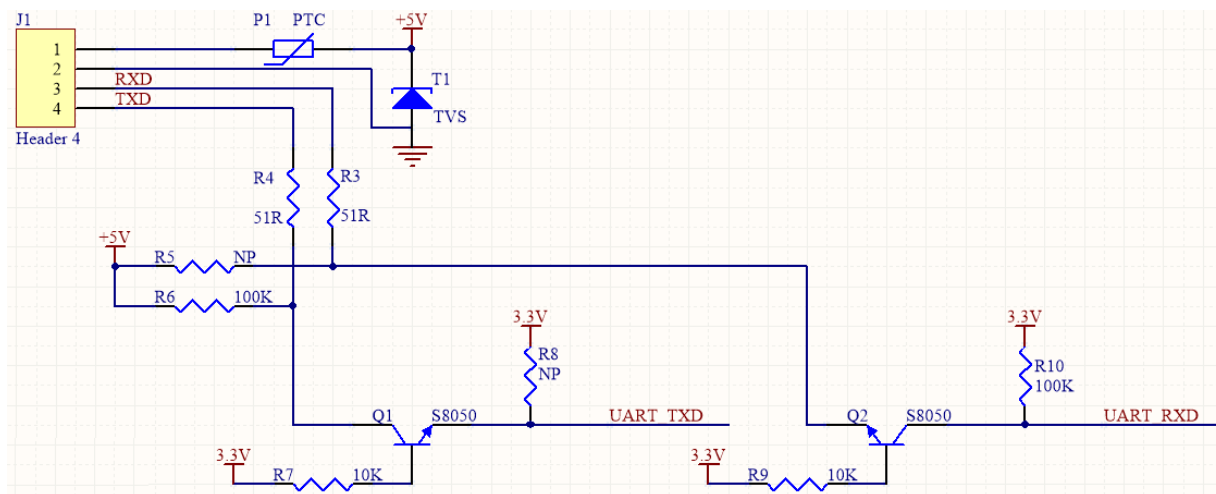 J1
P1 PTC
+5V
1
2
RXD
3
TXD
4
T1
TVS
Header 4
R4
R3
51R
51R
+5V
R5 NP
R6 100K
3.3V
3.3V
R8
NP
R10
100K
Q1 S8050
UART_TXD
Q2 S8050
UART_RXD
3.3V
R7 10K
3.3V
R9 10K